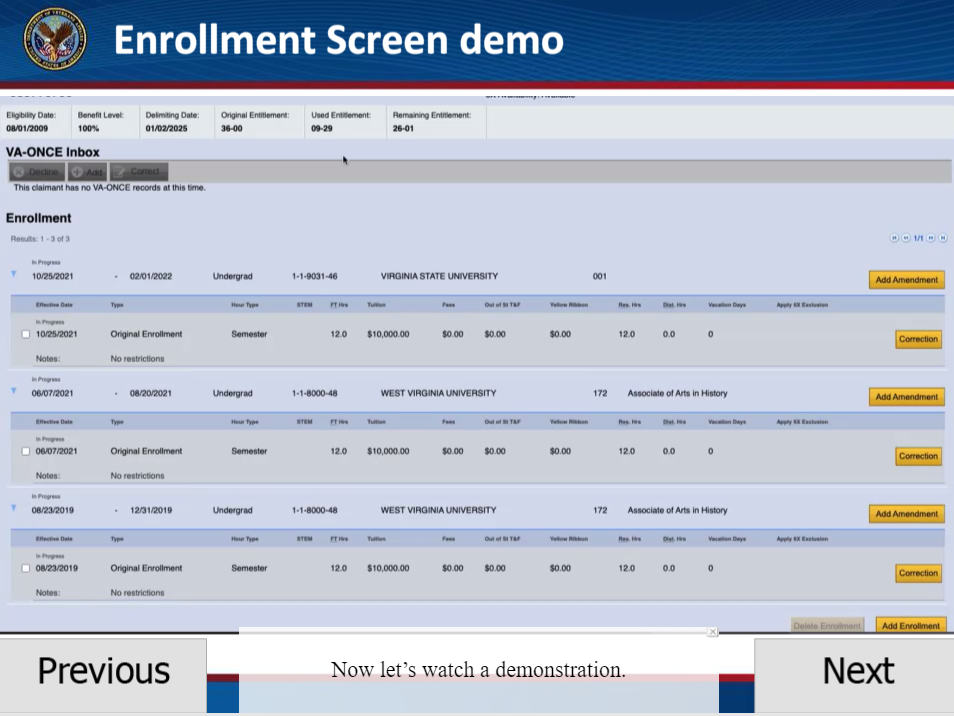 Enrollment Screen demo
Eligibility Date: Benefit Level: Delimiting Date: Original Entitlement: Used Entitlement: Remaining Entitlement:
08/01/2009 100% 01/02/2025 36-00 09-29 26-01
VA-ONCE Inbox
Decline Add Correct
This claimant has no VA-ONCE records at this time.
Enrollment
Results: 1 - 3 of 3 1/1
In Progress
10/25/2021 - 02/01/2022 Undergrad 1-1-9031-46 VIRGINIA STATE UNIVERSITY 001 Add Amendment
Effective Date Type Hour Type STEM FT Hrs Tuition Fees Out of St T&F Yellow Ribbon Res. Hrs Dist. Hrs Vacation Days Apply 6X Exclusion
In Progress
10/25/2021 Original Enrollment Semester 12.0 $10,000.00 $0.00 $0.00 $0.00 12.0 0.0 0 Correction
Notes: No restrictions
In Progress
06/07/2021 - 08/20/2021 Undergrad 1-1-8000-48 WEST VIRGINIA UNIVERSITY 172 Associate of Arts in History Add Amendment
Effective Date Type Hour Type STEM FT Hrs Tuition Fees Out of St T&F Yellow Ribbon Res. Hrs Dist. Hrs Vacation Days Apply 6X Exclusion
In Progress
06/07/2021 Original Enrollment Semester 12.0 $10,000.00 $0.00 $0.00 $0.00 12.0 0.0 0 Correction
Notes: No restrictions
In Progress
08/23/2019 - 12/31/2019 Undergrad 1-1-8000-48 WEST VIRGINIA UNIVERSITY 172 Associate of Arts in History Add Amendment
Effective Date Type Hour Type STEM FT Hrs Tuition Fees Out of St T&F Yellow Ribbon Res. Hrs Dist. Hrs Vacation Days Apply 6X Exclusion
In Progress
08/23/2019 Original Enrollment Semester 12.0 $10,000.00 $0.00 $0.00 $0.00 12.0 0.0 0 Correction
Notes: No restrictions
Delete Enrollment Add Enrollment
Previous Now let's watch a demonstration. Next